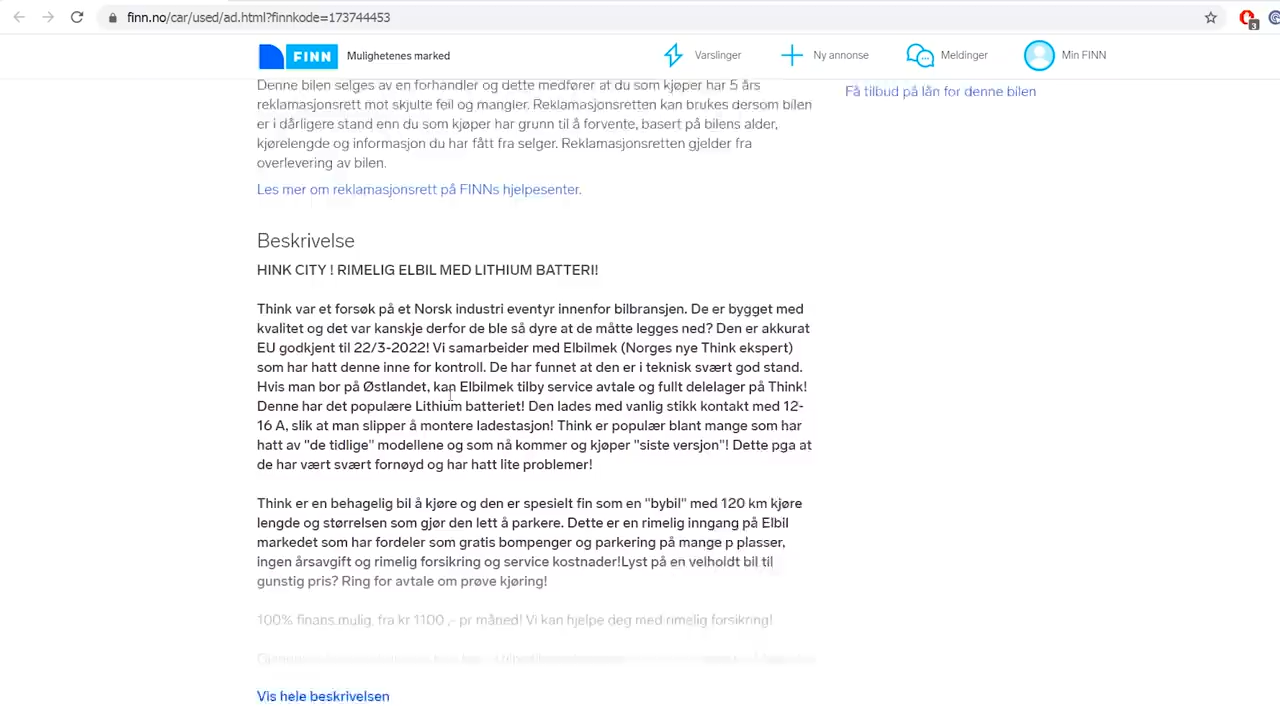 finn.no/car/used/ad.html?finnkode=173744453
3
FINN
Mulighetenes marked
Varslinger
Ny annonse
Meldinger
Min FINN
Denne bilen selges av en forhandler og dette medfører at du som kjøper har 5 års
reklamasjonsrett mot skjulte feil og mangler. Reklamasjonsretten kan brukes dersom bilen
er i dårligere stand enn du som kjøper har grunn til å forvente, basert på bilens alder,
kjørelengde og informasjon du har fått fra selger. Reklamasjonsretten gjelder fra
overlevering av bilen.
Få tilbud på lån for denne bilen
Les mer om reklamasjonsrett på FINNs hjelpesenter.
Beskrivelse
HINK CITY ! RIMELIG ELBIL MED LITHIUM BATTERI!
Think var et forsøk på et Norsk industri eventyr innenfor bilbransjen. De er bygget med
kvalitet og det var kanskje derfor de ble så dyre at de måtte legges ned? Den er akkurat
EU godkjent til 22/3-2022! Vi samarbeider med Elbilmek (Norges nye Think ekspert)
som har hatt denne inne for kontroll. De har funnet at den er i teknisk svært god stand.
Hvis man bor på Østlandet, kan Elbilmek tilby service avtale og fullt delelager på Think!
Denne har det populære Lithium batteriet! Den lades med vanlig stikk kontakt med 12-
16 A, slik at man slipper å montere ladestasjon! Think er populær blant mange som har
hatt av "de tidlige" modellene og som nå kommer og kjøper "siste versjon"! Dette pga at
de har vært svært fornøyd og har hatt lite problemer!
Think er en behagelig bil å kjøre og den er spesielt fin som en "bybil" med 120 km kjøre
lengde og størrelsen som gjør den lett å parkere. Dette er en rimelig inngang på Elbil
markedet som har fordeler som gratis bompenger og parkering på mange p plasser,
ingen årsavgift og rimelig forsikring og service kostnader!Lyst på en velholdt bil til
gunstig pris? Ring for avtale om prøve kjøring!
100% finans.mulig, fra kr 1100 ,- pr måned! Vi kan hjelpe deg med rimelig forsikring!
Vis hele beskrivelsen